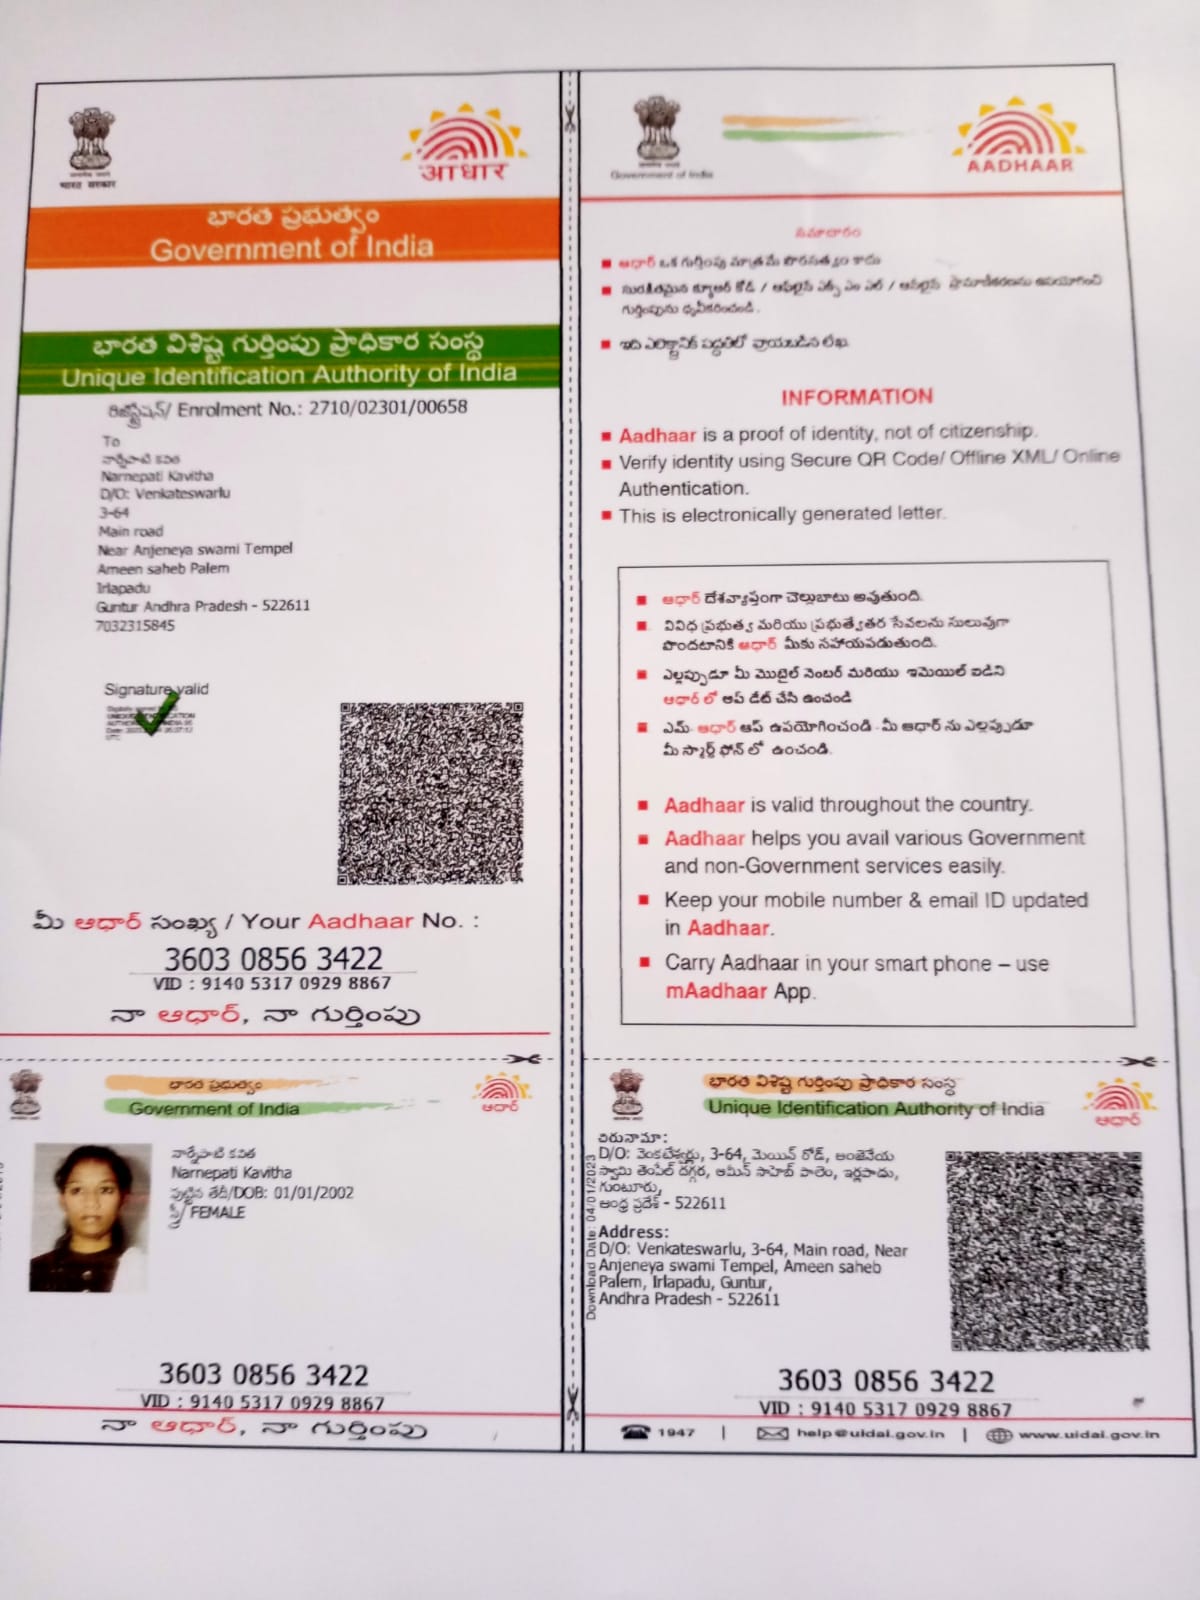 भारत सरकार
आधार
భారత ప్రభుత్వం
Government of India
భారత విశిష్ట గుర్తింపు ప్రాధికార సంస్థ
Unique Identification Authority of India
రిజిస్ట్రేషన్/ Enrolment No.: 2710/02301/00658
To
నార్నేపాటి కవిత
Narnepati Kavitha
D/O: Venkateswarlu
3-64
Main road
Near Anjeneya swami Tempel
Ameen saheb Palem
Irlapadu
Guntur Andhra Pradesh - 522611
7032315845
Signature valid
మీ ఆధార్ సంఖ్య / Your Aadhaar No. :
3603 0856 3422
VID : 9140 5317 0929 8867
నా ఆధార్, నా గుర్తింపు
Government of India
AADHAAR
సమాచారం
ఆధార్ ఒక గుర్తింపు మాత్రమే పౌరసత్వం కాదు
సురక్షితమైన క్యూఆర్ కోడ్ / ఆఫ్‌లైన్ ఎక్స్ ఎం ఎల్ / ఆన్‌లైన్ ప్రామాణీకరణను ఉపయోగించి
గుర్తింపును ధృవీకరించండి.
ఇది ఎలక్ట్రానిక్ పద్ధతిలో వ్రాయబడిన లేఖ
INFORMATION
Aadhaar is a proof of identity, not of citizenship.
Verify identity using Secure QR Code/ Offline XML/ Online
Authentication.
This is electronically generated letter.
ఆధార్ దేశవ్యాప్తంగా చెల్లుబాటు అవుతుంది.
వివిధ ప్రభుత్వ మరియు ప్రభుత్వేతర సేవలను సులువుగా
పొందటానికి ఆధార్ మీకు సహాయపడుతుంది.
ఎల్లప్పుడూ మీ మొబైల్ నెంబర్ మరియు ఇమెయిల్ ఐడిని
ఆధార్ లో అప్ డేట్ చేసి ఉంచండి
ఎమ్- ఆధార్ ఆప్ ఉపయోగించండి - మీ ఆధార్ ను ఎల్లప్పుడూ
మీ స్మార్ట్ ఫోన్ లో ఉంచండి.
Aadhaar is valid throughout the country.
Aadhaar helps you avail various Government
and non-Government services easily.
Keep your mobile number & email ID updated
in Aadhaar.
Carry Aadhaar in your smart phone – use
mAadhaar App.
భారత ప్రభుత్వం
Government of India
ఆధార్
నార్నేపాటి కవిత
Narnepati Kavitha
పుట్టిన తేదీ/DOB: 01/01/2002
స్త్రీ/ FEMALE
3603 0856 3422
VID : 9140 5317 0929 8867
నా ఆధార్, నా గుర్తింపు
భారత విశిష్ట గుర్తింపు ప్రాధికార సంస్థ
Unique Identification Authority of India
ఆధార్
Download Date: 04/01/2023
చిరునామా:
D/O: వెంకటేశ్వర్లు, 3-64, మెయిన్ రోడ్, అంజెనేయ
స్వామి తెంపేల్ దగ్గర, అమీన్ సాహెబ్ పాలెం, ఇర్లపాడు,
గుంటూరు,
ఆంధ్ర ప్రదేశ్ - 522611
Address:
D/O: Venkateswarlu, 3-64, Main road, Near
Anjeneya swami Tempel, Ameen saheb
Palem, Irlapadu, Guntur,
Andhra Pradesh - 522611
3603 0856 3422
VID : 9140 5317 0929 8867
1947 | help@uidai.gov.in | www.uidai.gov.in